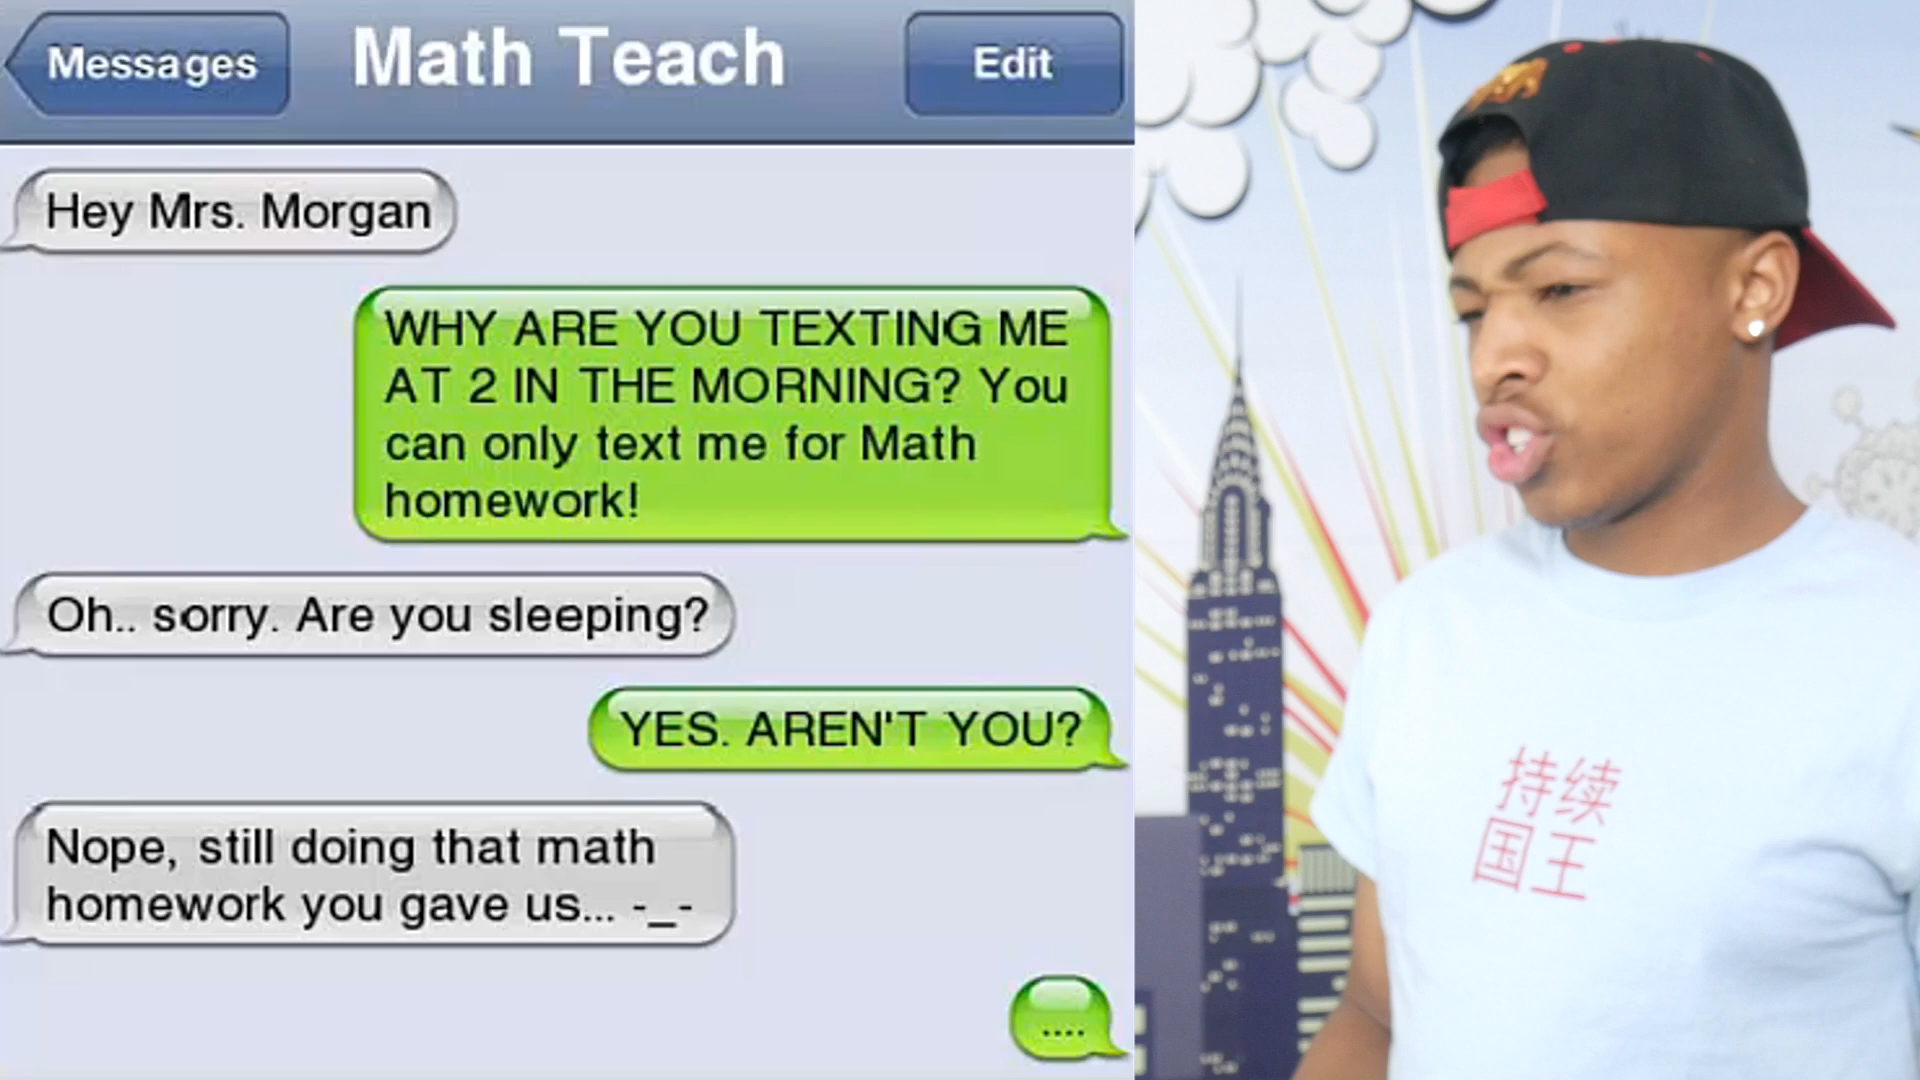 Messages
Math Teach
Edit
Hey Mrs. Morgan
WHY ARE YOU TEXTING ME
AT 2 IN THE MORNING? You
can only text me for Math
homework!
Oh.. sorry. Are you sleeping?
YES. AREN'T YOU?
Nope, still doing that math
homework you gave us... -_-
....
持续
国王